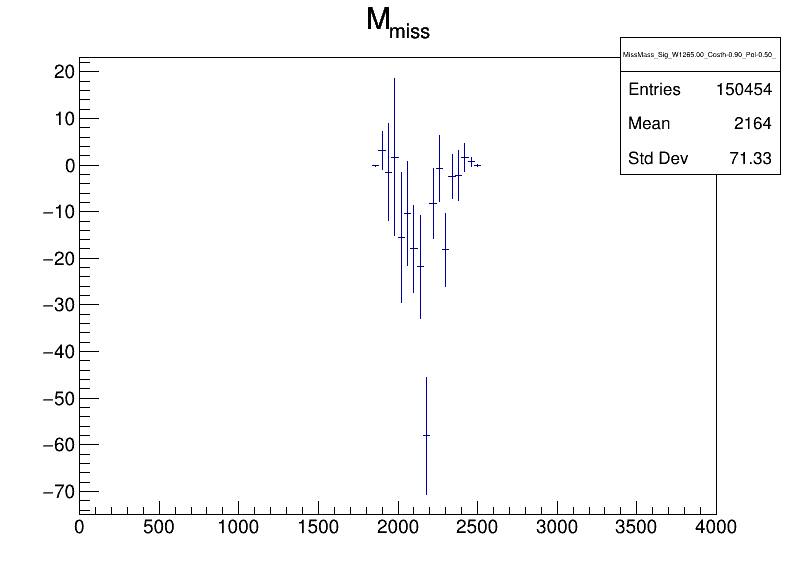 M_miss
MissMass_Sig_W1265.00_Costh-0.90_Pol-0.50_
Entries 150454
Mean 2164
Std Dev 71.33
20
10
0
−10
−20
−30
−40
−50
−60
−70
0 500 1000 1500 2000 2500 3000 3500 4000